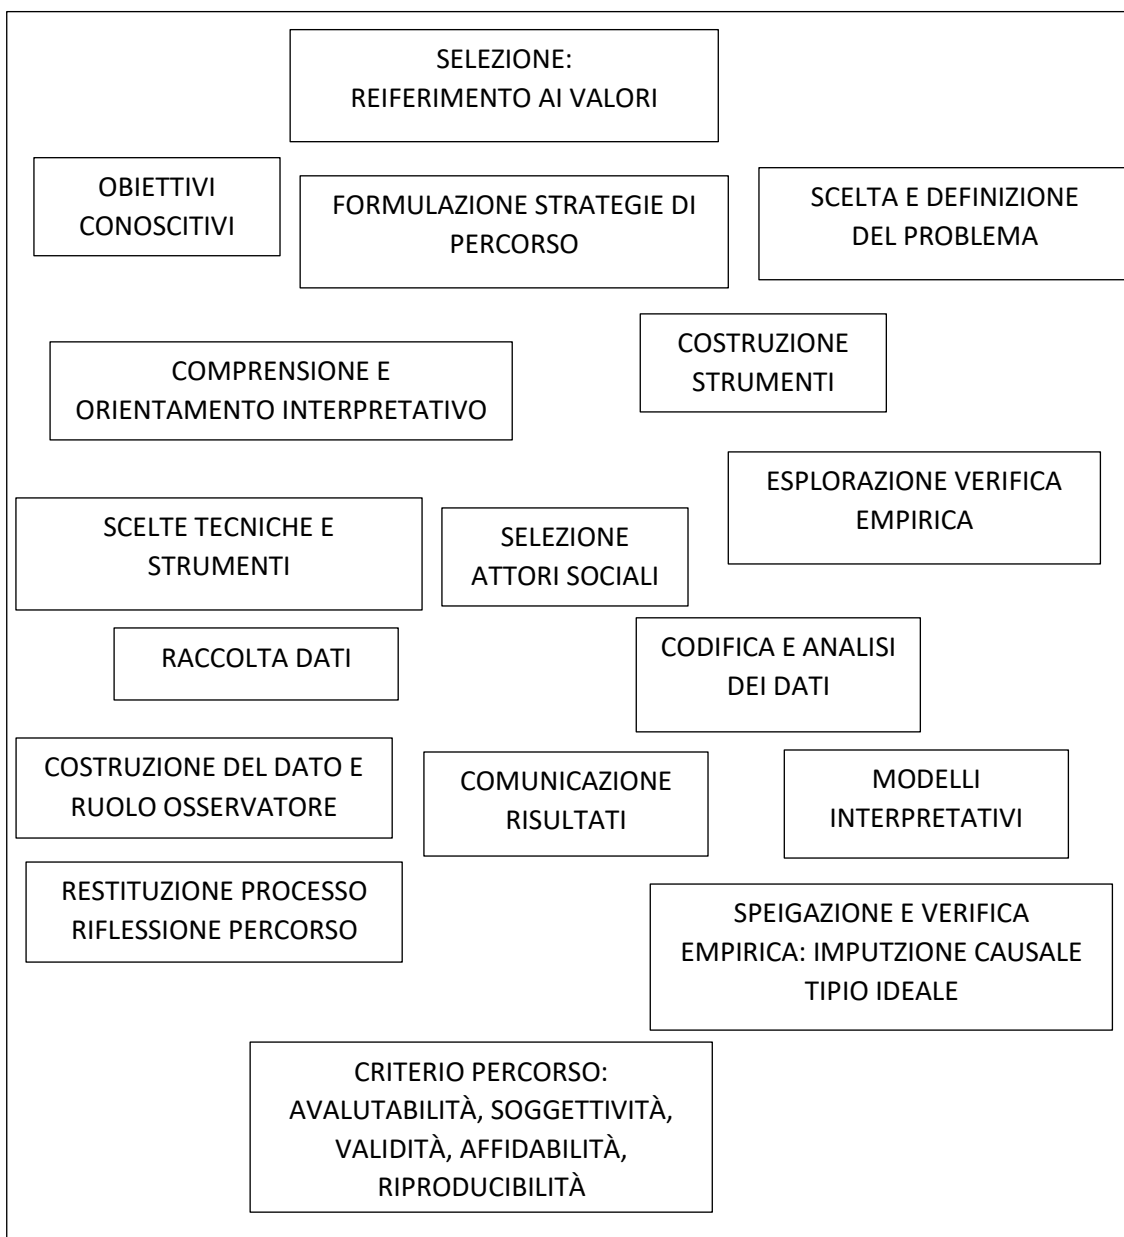 SELEZIONE:
REIFERIMENTO AI VALORI
OBIETTIVI
CONOSCITIVI
FORMULAZIONE STRATEGIE DI
PERCORSO
SCELTA E DEFINIZIONE
DEL PROBLEMA
COMPRENSIONE E
ORIENTAMENTO INTERPRETATIVO
COSTRUZIONE
STRUMENTI
SCELTE TECNICHE E
STRUMENTI
SELEZIONE
ATTORI SOCIALI
ESPLORAZIONE VERIFICA
EMPIRICA
RACCOLTA DATI
CODIFICA E ANALISI
DEI DATI
COSTRUZIONE DEL DATO E
RUOLO OSSERVATORE
COMUNICAZIONE
RISULTATI
MODELLI
INTERPRETATIVI
RESTITUZIONE PROCESSO
RIFLESSIONE PERCORSO
SPEIGAZIONE E VERIFICA
EMPIRICA: IMPUTZIONE CAUSALE
TIPIO IDEALE
CRITERIO PERCORSO:
AVALUTABILITÀ, SOGGETTIVITÀ,
VALIDITÀ, AFFIDABILITÀ,
RIPRODUCIBILITÀ